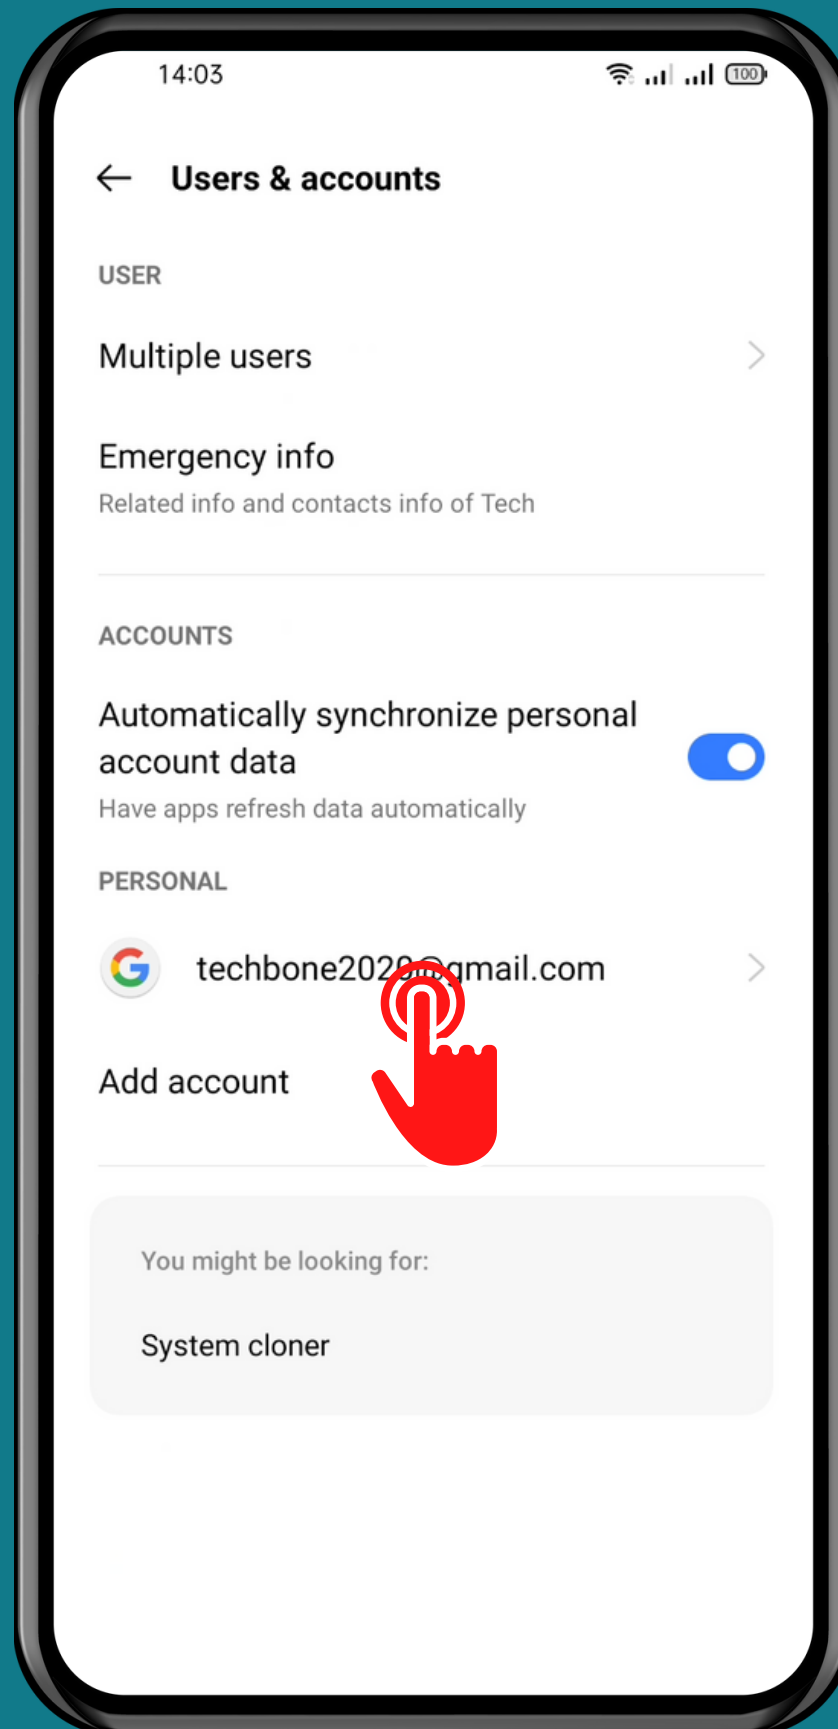 14:03
100
Users & accounts
USER
Multiple users
Emergency info
Related info and contacts info of Tech
ACCOUNTS
Automatically synchronize personal
account data
Have apps refresh data automatically
PERSONAL
techbone2020@gmail.com
Add account
You might be looking for:
System cloner